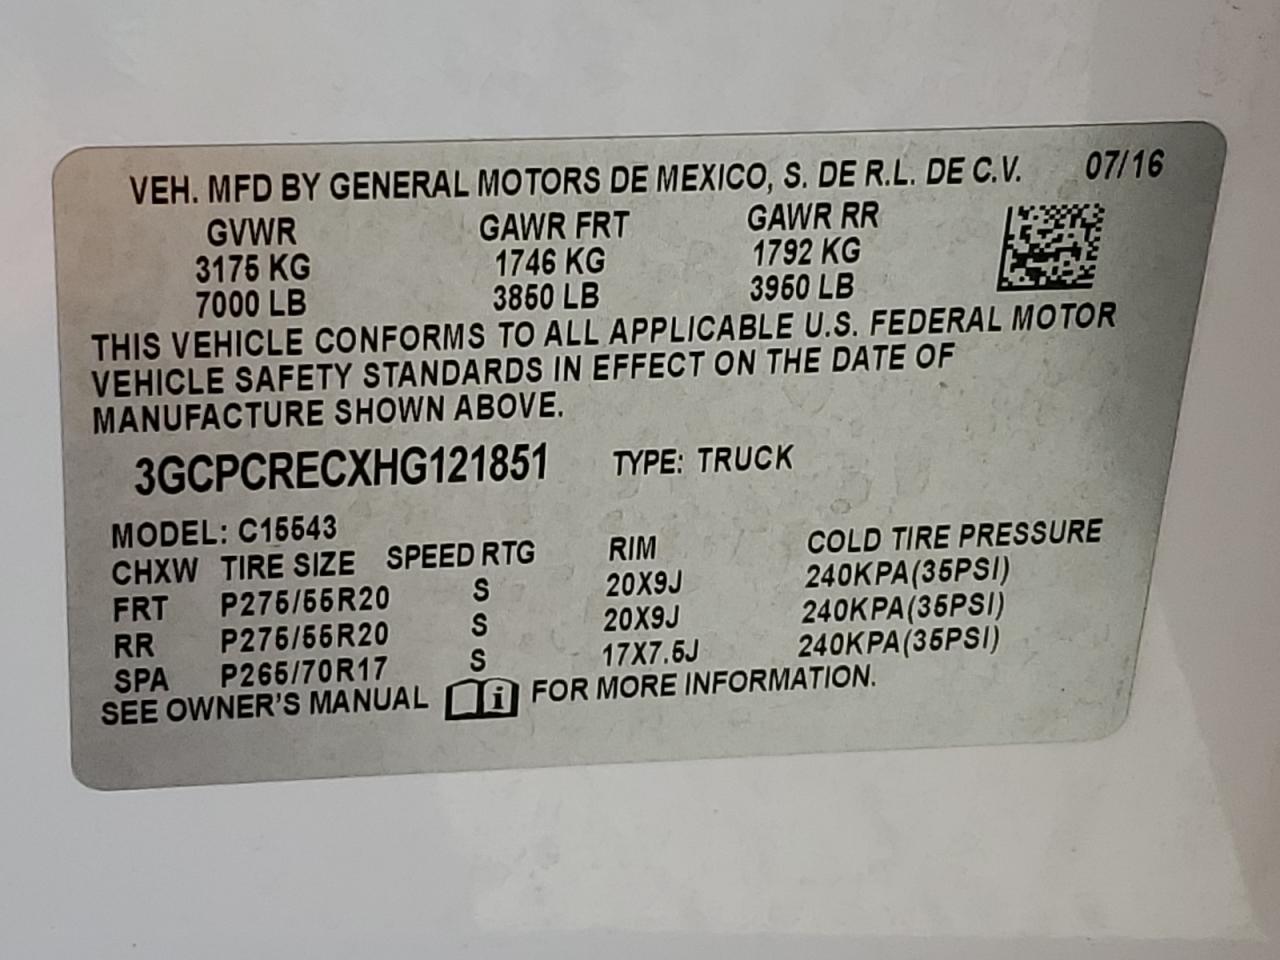 VEH. MFD BY GENERAL MOTORS DE MEXICO, S. DE R.L. DE C.V. 07/16
GVWR GAWR FRT GAWR RR
3175 KG 1746 KG 1792 KG
7000 LB 3850 LB 3950 LB
THIS VEHICLE CONFORMS TO ALL APPLICABLE U.S. FEDERAL MOTOR
VEHICLE SAFETY STANDARDS IN EFFECT ON THE DATE OF
MANUFACTURE SHOWN ABOVE.
3GCPCRECXHG121851 TYPE: TRUCK
MODEL: C15543
CHXW TIRE SIZE SPEED RTG RIM COLD TIRE PRESSURE
FRT P275/55R20 S 20X9J 240KPA(35PSI)
RR P275/55R20 S 20X9J 240KPA(35PSI)
SPA P265/70R17 S 17X7.5J 240KPA(35PSI)
SEE OWNER'S MANUAL i FOR MORE INFORMATION.